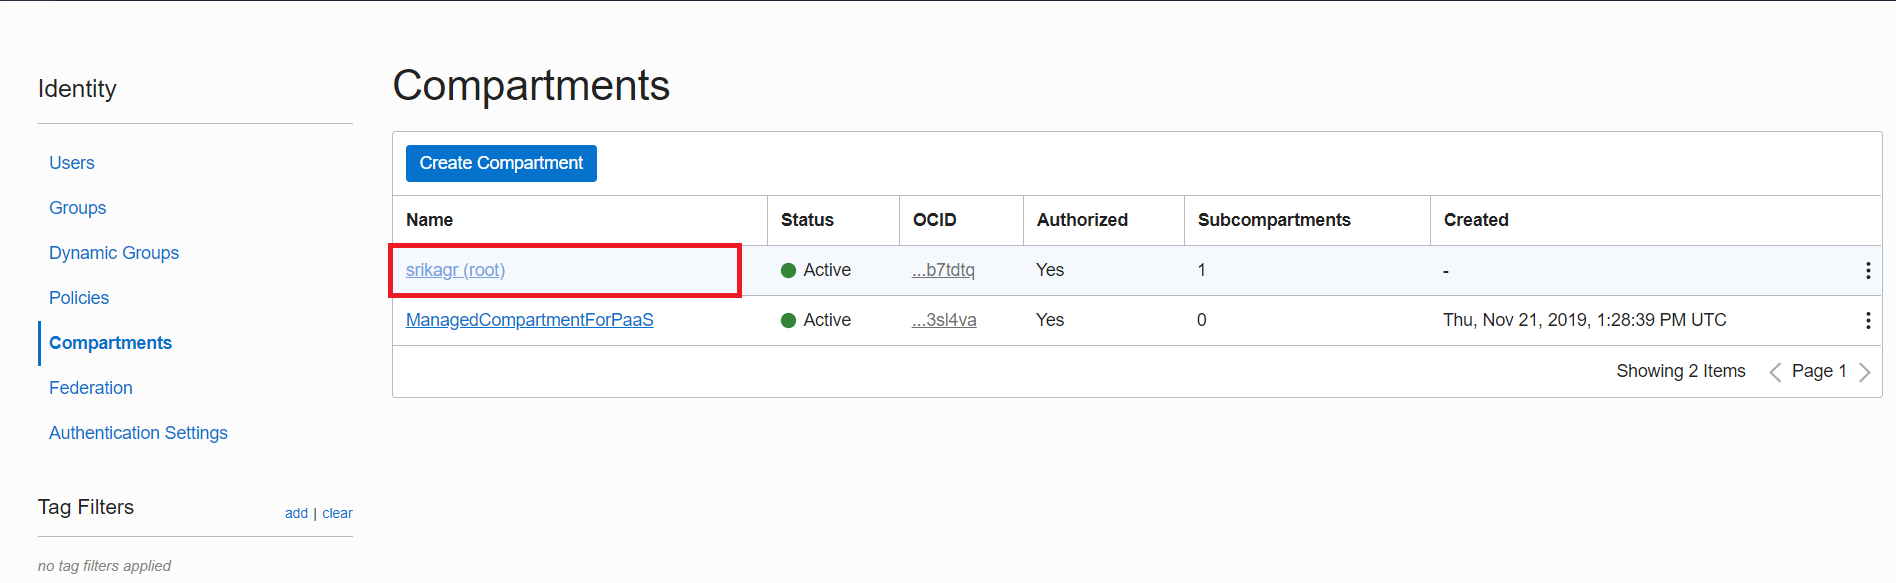 Identity
Users
Groups
Dynamic Groups
Policies
Compartments
Federation
Authentication Settings
Tag Filters add | clear
no tag filters applied
Compartments
Create Compartment
Name Status OCID Authorized Subcompartments Created
srikagr (root) Active ...b7tdtq Yes 1 -
ManagedCompartmentForPaaS Active ...3sl4va Yes 0 Thu, Nov 21, 2019, 1:28:39 PM UTC
Showing 2 Items Page 1